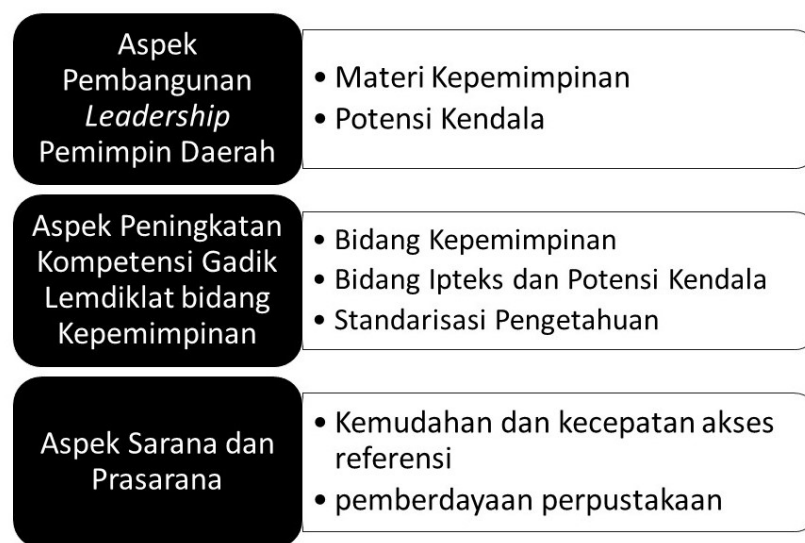 Aspek
Pembangunan
Leadership
Pemimpin Daerah
• Materi Kepemimpinan
• Potensi Kendala
Aspek Peningkatan
Kompetensi Gadik
Lemdiklat bidang
Kepemimpinan
• Bidang Kepemimpinan
• Bidang Ipteks dan Potensi Kendala
• Standarisasi Pengetahuan
Aspek Sarana dan
Prasarana
• Kemudahan dan kecepatan akses
referensi
• pemberdayaan perpustakaan